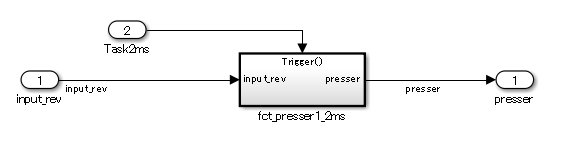 2
Task2ms
Trigger()
1
input_rev
input_rev
input_rev
presser
presser
1
presser
fct_presser1_2ms